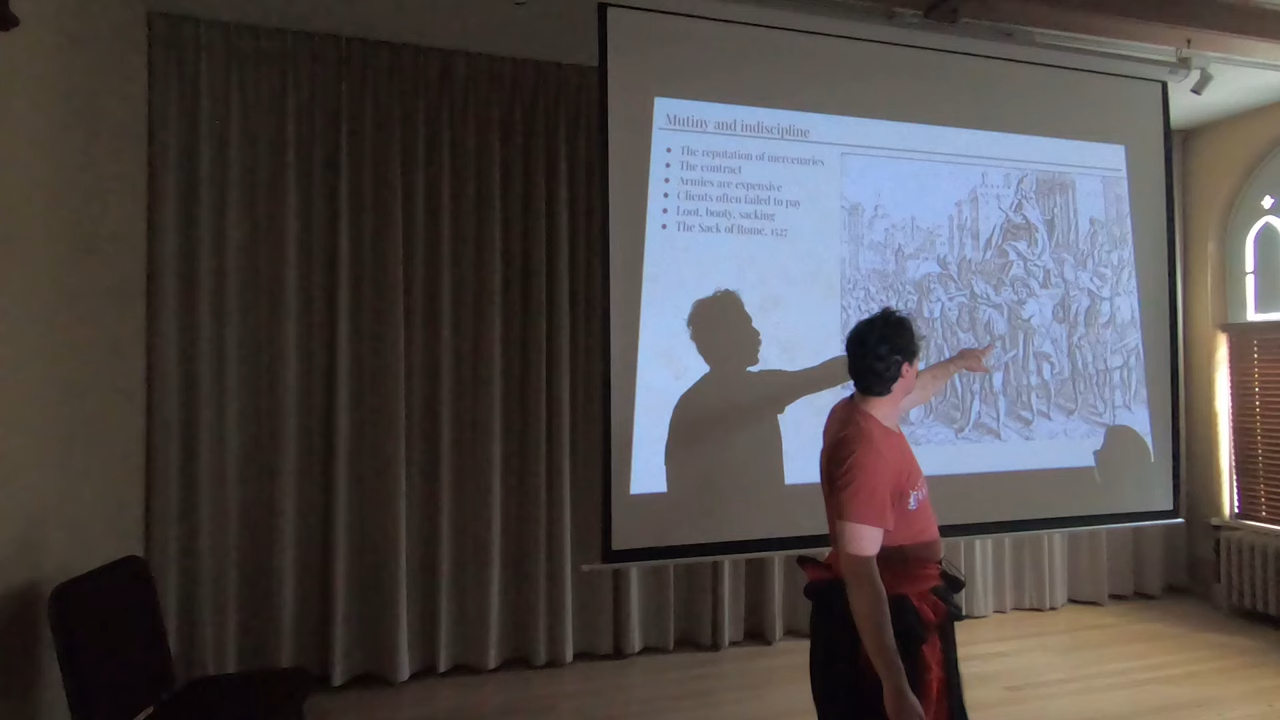 Mutiny and indiscipline
● The reputation of mercenaries
● The contract
● Armies are expensive
● Clients often failed to pay
● Loot, booty, sacking
● The Sack of Rome, 1527